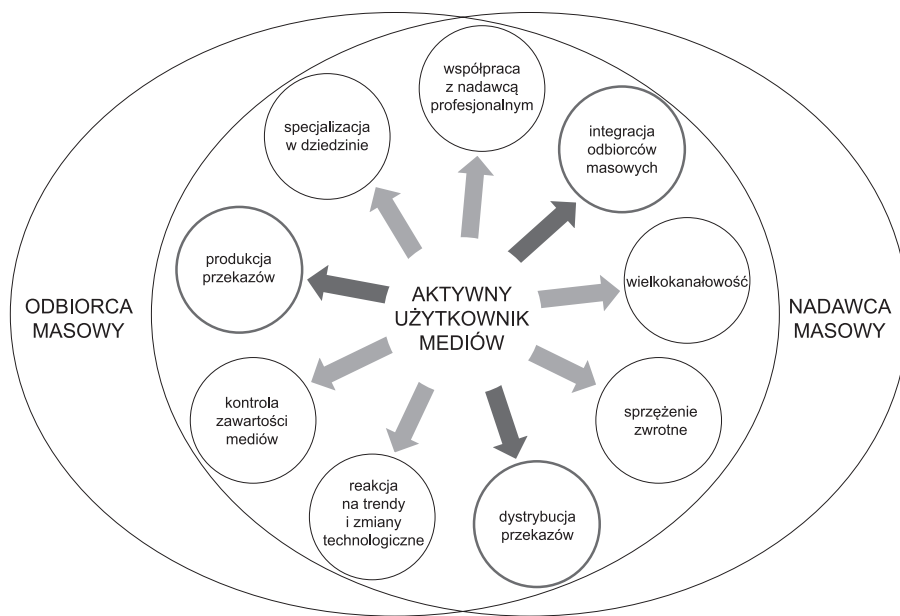 współpraca
z nadawcą
profesjonalnym
specjalizacja
w dziedzinie
integracja
odbiorców
masowych
produkcja
przekazów
wielkokanałowość
ODBIORCA
MASOWY
AKTYWNY
UŻYTKOWNIK
MEDIÓW
NADAWCA
MASOWY
kontrola
zawartości
mediów
sprzężenie
zwrotne
reakcja
na trendy
i zmiany
technologiczne
dystrybucja
przekazów